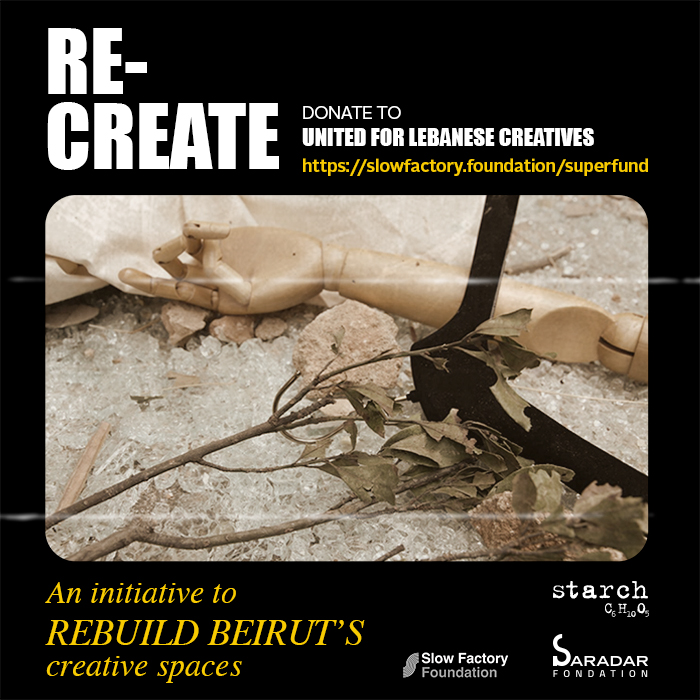 RE-
CREATE
DONATE TO
UNITED FOR LEBANESE CREATIVES
https://slowfactory.foundation/superfund
An initiative to
REBUILD BEIRUT’S
creative spaces
starch
C₆H₁₀O₅
Slow Factory
Foundation
SARADAR
FONDATION